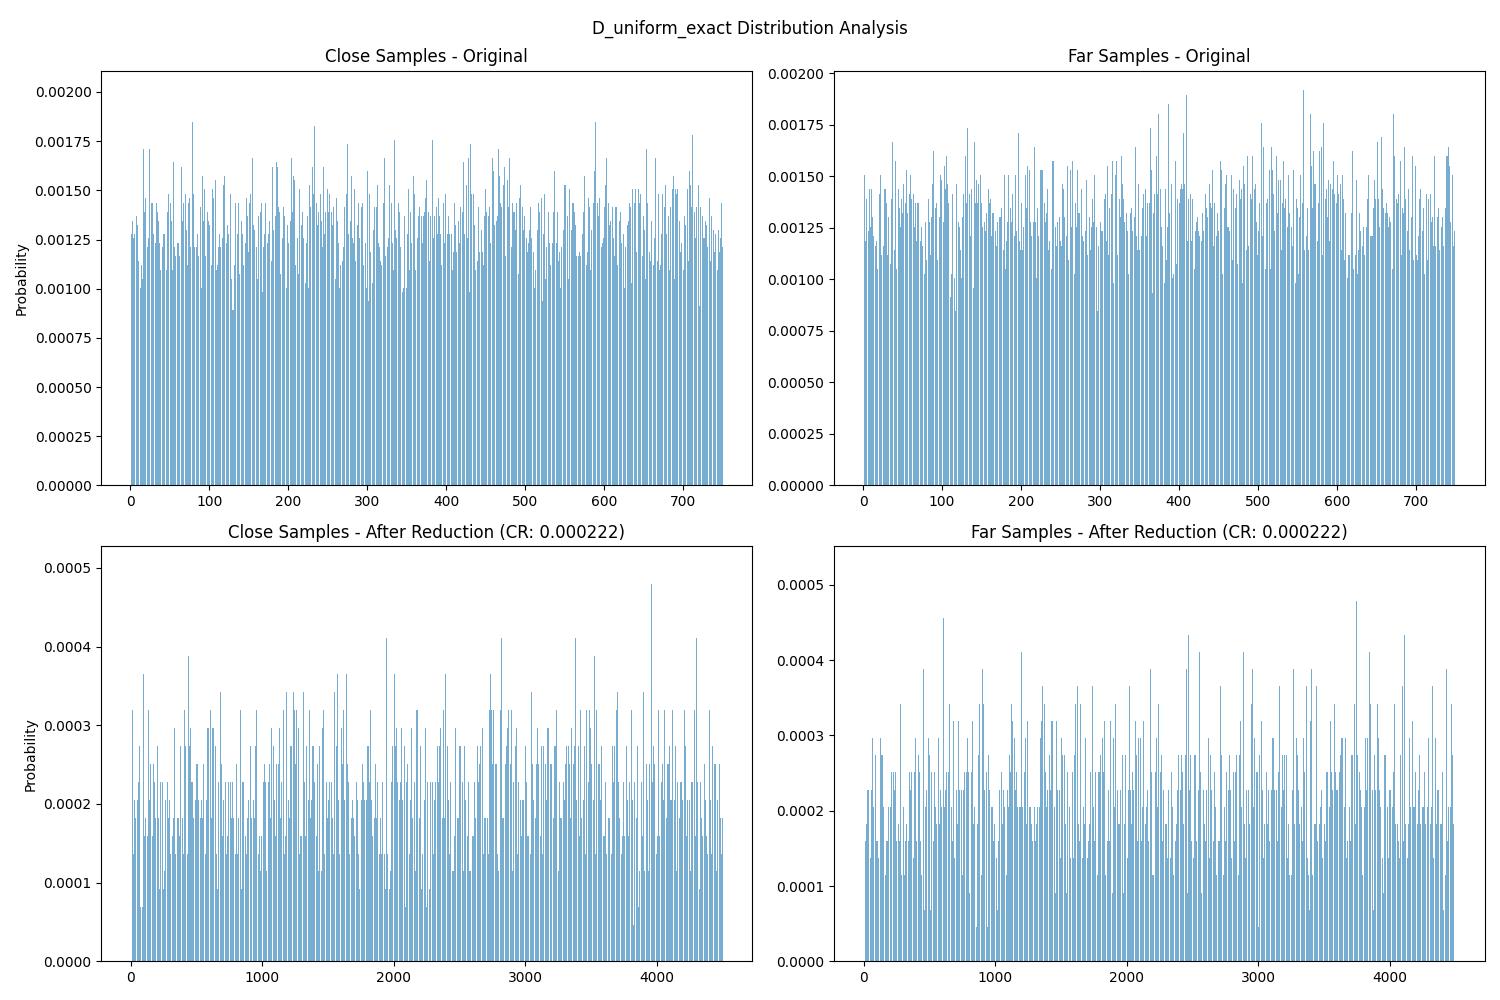 D_uniform_exact Distribution Analysis
Close Samples - Original
Far Samples - Original
Probability
0.00200
0.00175
0.00150
0.00125
0.00100
0.00075
0.00050
0.00025
0.00000
0 100 200 300 400 500 600 700
0.00200
0.00175
0.00150
0.00125
0.00100
0.00075
0.00050
0.00025
0.00000
0 100 200 300 400 500 600 700
Close Samples - After Reduction (CR: 0.000222)
Far Samples - After Reduction (CR: 0.000222)
Probability
0.0005
0.0004
0.0003
0.0002
0.0001
0.0000
0 1000 2000 3000 4000
0.0005
0.0004
0.0003
0.0002
0.0001
0.0000
0 1000 2000 3000 4000